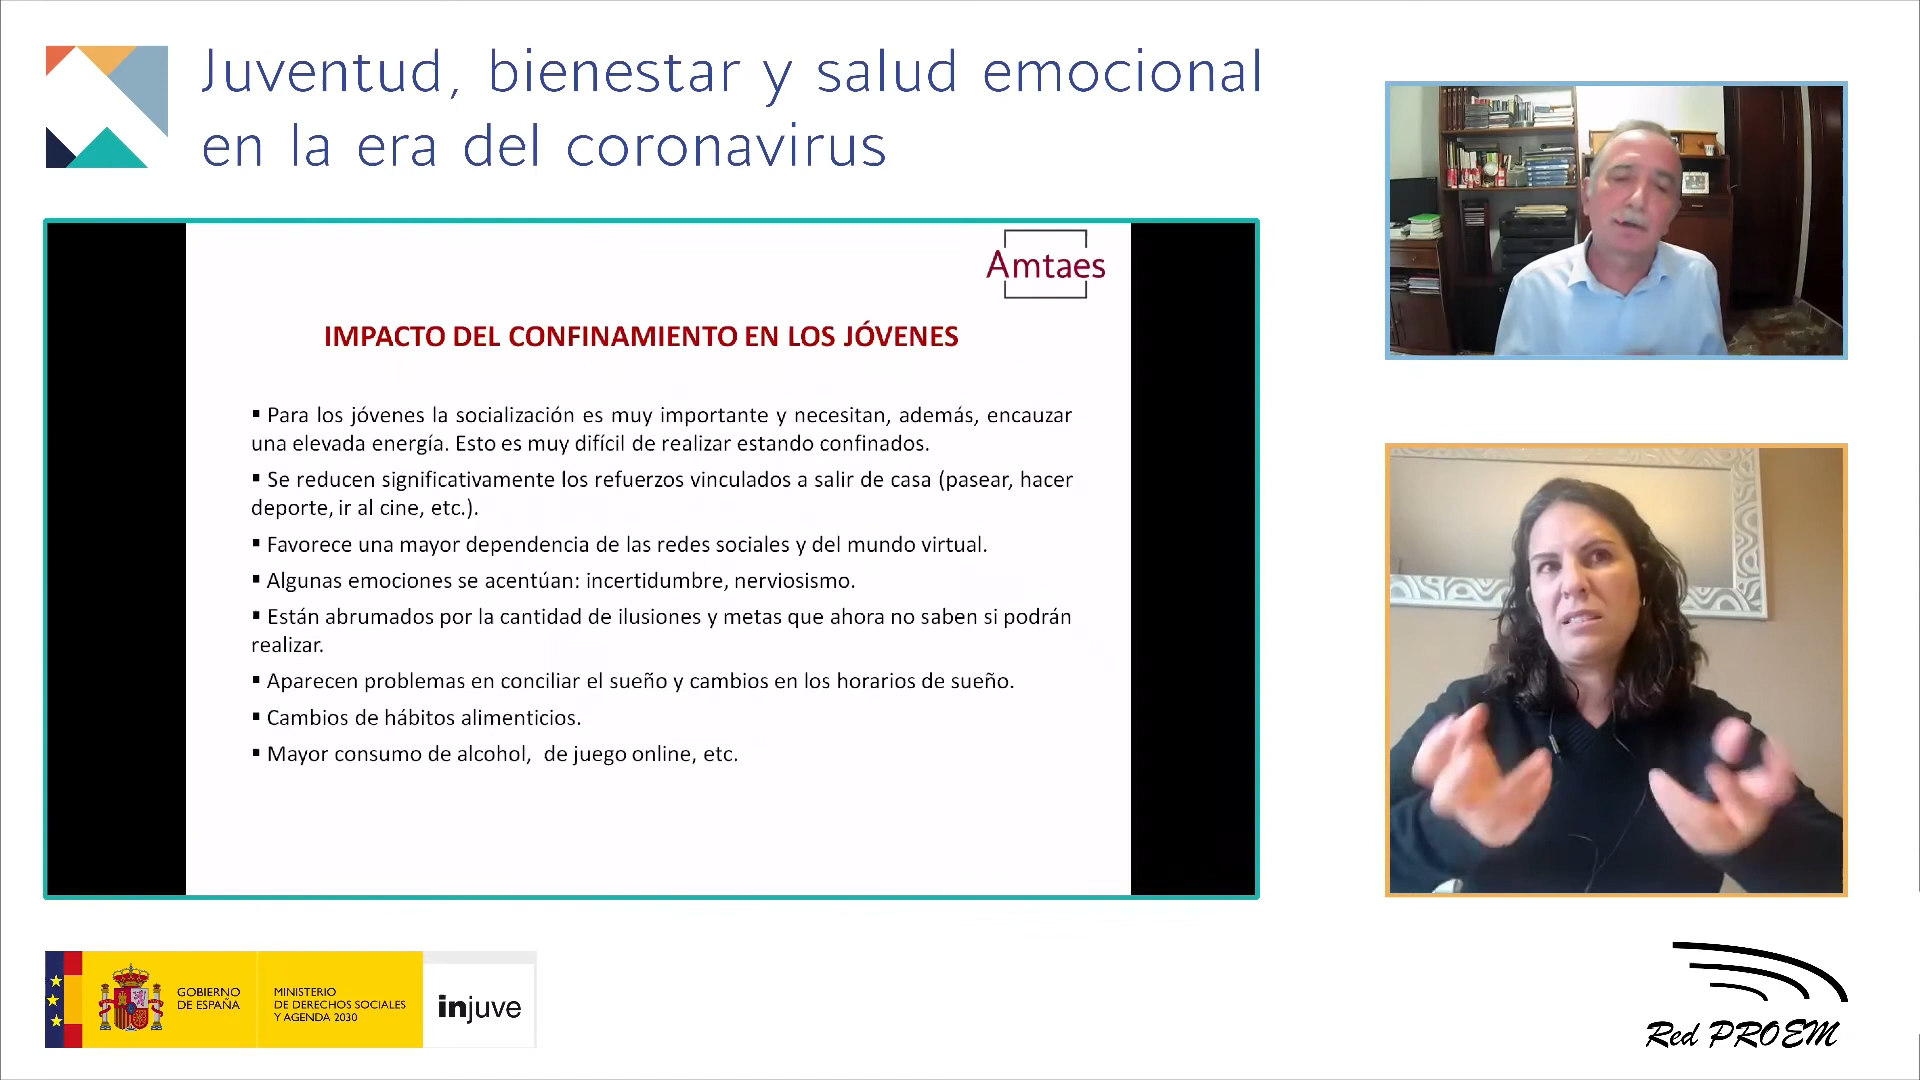 Juventud, bienestar y salud emocional
en la era del coronavirus
Amtaes
IMPACTO DEL CONFINAMIENTO EN LOS JÓVENES
▪ Para los jóvenes la socialización es muy importante y necesitan, además, encauzar
una elevada energía. Esto es muy difícil de realizar estando confinados.
▪ Se reducen significativamente los refuerzos vinculados a salir de casa (pasear, hacer
deporte, ir al cine, etc.).
▪ Favorece una mayor dependencia de las redes sociales y del mundo virtual.
▪ Algunas emociones se acentúan: incertidumbre, nerviosismo.
▪ Están abrumados por la cantidad de ilusiones y metas que ahora no saben si podrán
realizar.
▪ Aparecen problemas en conciliar el sueño y cambios en los horarios de sueño.
▪ Cambios de hábitos alimenticios.
▪ Mayor consumo de alcohol, de juego online, etc.
GOBIERNO
DE ESPAÑA
MINISTERIO
DE DERECHOS SOCIALES
Y AGENDA 2030
injuve
Red PROEM